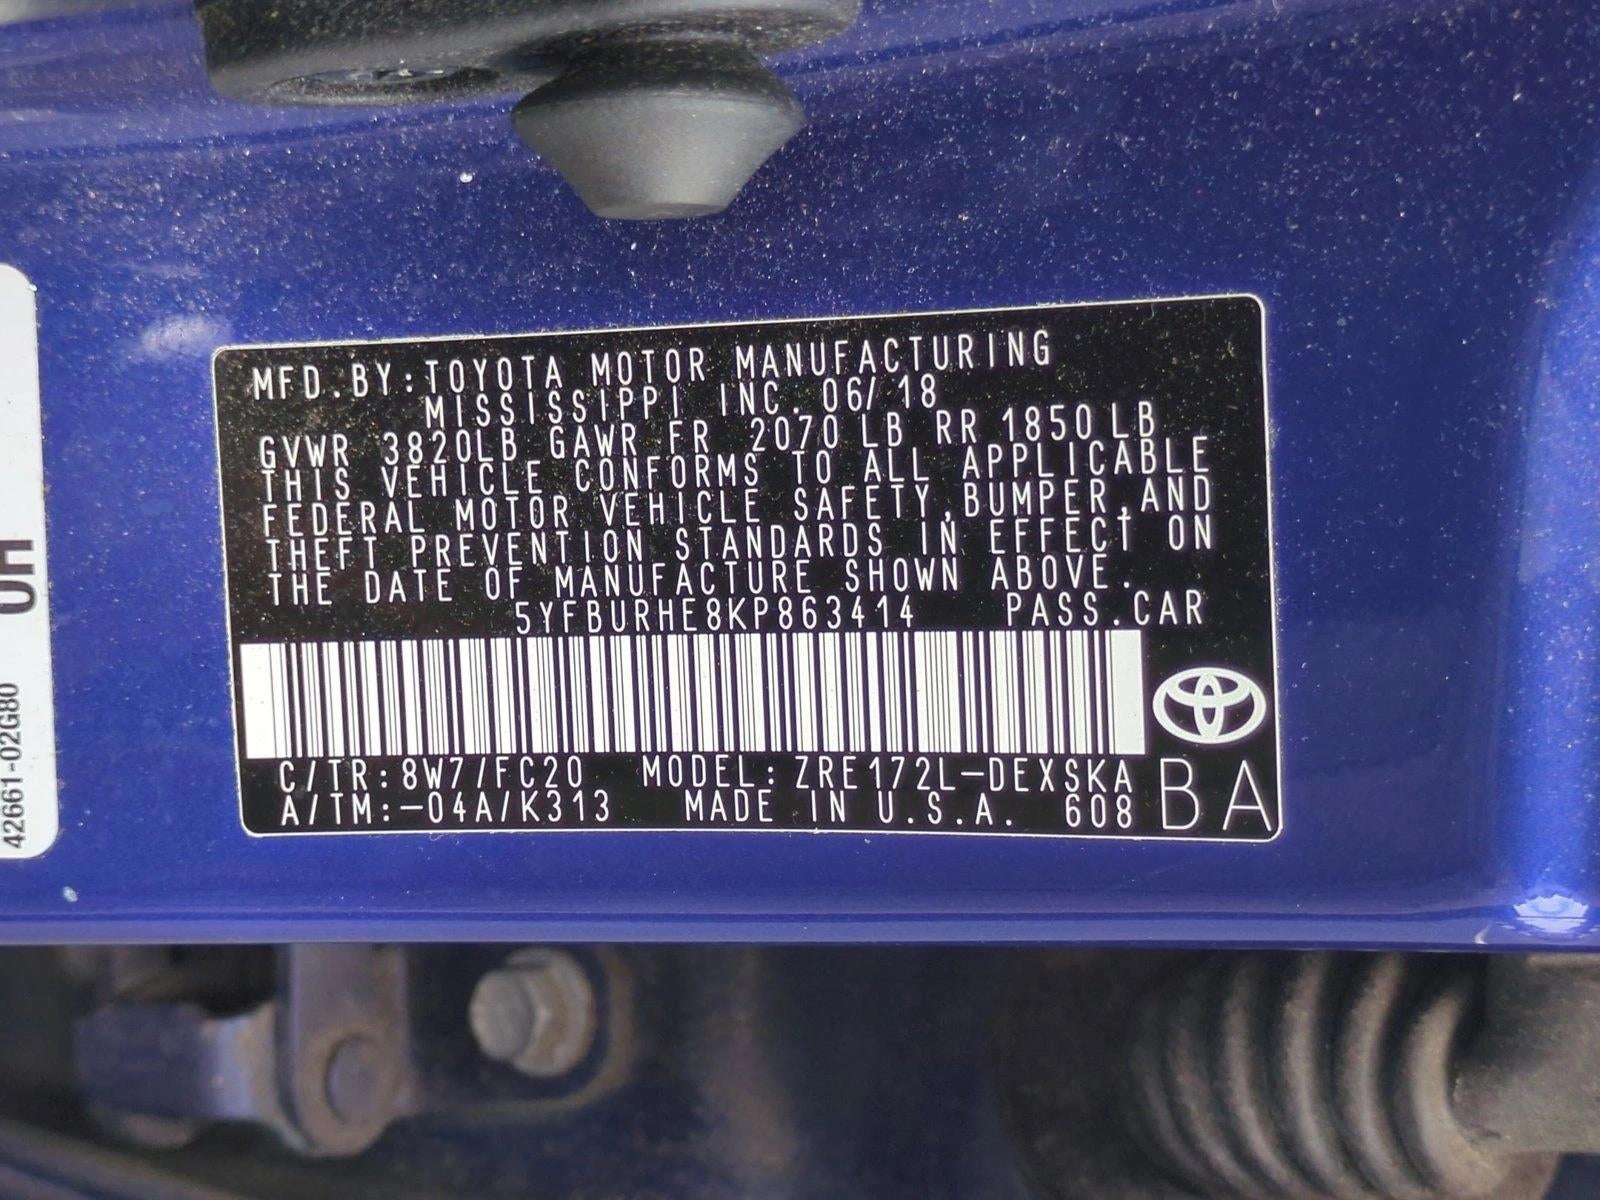 MFD.BY:TOYOTA MOTOR MANUFACTURING
MISSISSIPPI INC. 06/18
GVWR 3820LB GAWR FR 2070 LB RR 1850 LB
THIS VEHICLE CONFORMS TO ALL APPLICABLE
FEDERAL MOTOR VEHICLE SAFETY,BUMPER,AND
THEFT PREVENTION STANDARDS IN EFFECT ON
THE DATE OF MANUFACTURE SHOWN ABOVE.
5YFBURHE8KP863414 PASS.CAR
C/TR:8W7/FC20 MODEL:ZRE172L-DEXSKA
A/TM:-04A/K313 MADE IN U.S.A. 608
BA
42661-02G80